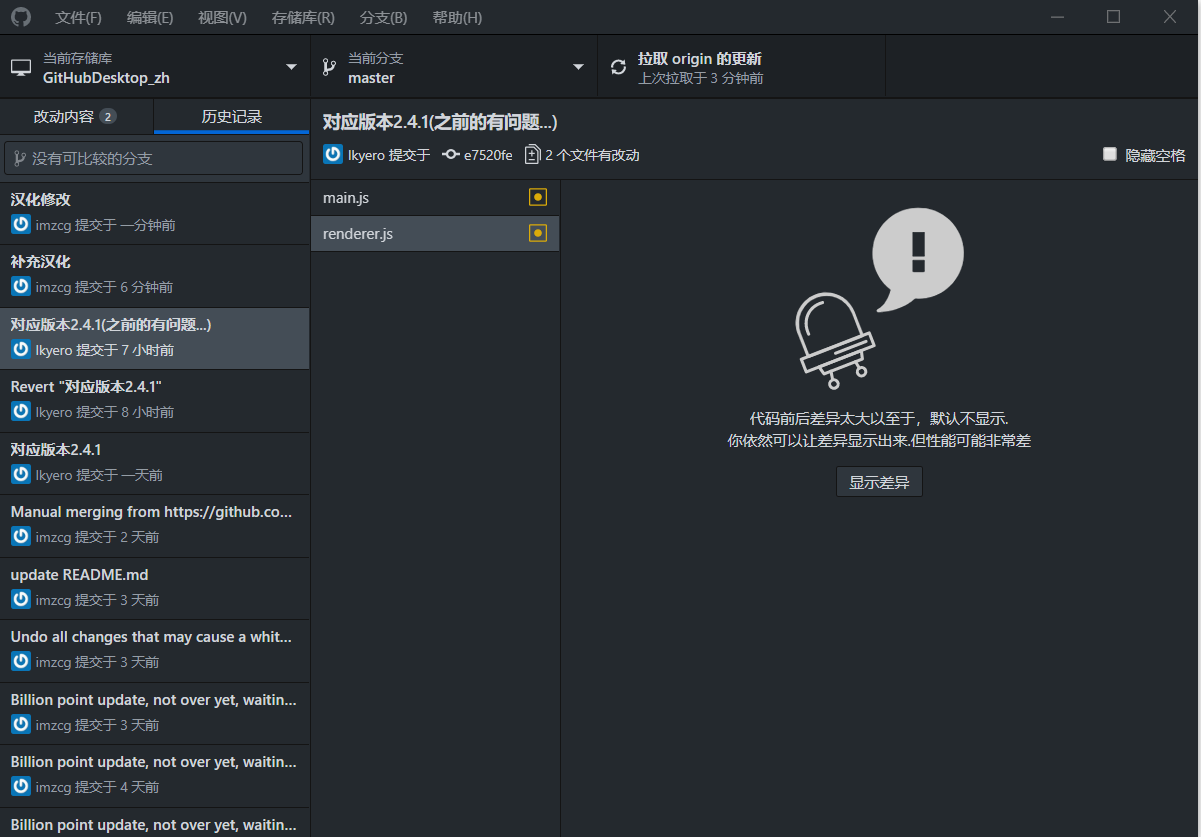 文件(F) 编辑(E) 视图(V) 存储库(R) 分支(B) 帮助(H)
当前存储库
GitHubDesktop_zh
当前分支
master
拉取 origin 的更新
上次拉取于 3 分钟前
改动内容 2
历史记录
没有可比较的分支
汉化修改
imzcg 提交于 一分钟前
补充汉化
imzcg 提交于 6 分钟前
对应版本2.4.1(之前的有问题...)
lkyero 提交于 7 小时前
Revert "对应版本2.4.1"
lkyero 提交于 8 小时前
对应版本2.4.1
lkyero 提交于 一天前
Manual merging from https://github.co...
imzcg 提交于 2 天前
update README.md
imzcg 提交于 3 天前
Undo all changes that may cause a whit...
imzcg 提交于 3 天前
Billion point update, not over yet, waitin...
imzcg 提交于 3 天前
Billion point update, not over yet, waitin...
imzcg 提交于 4 天前
Billion point update, not over yet, waitin...
对应版本2.4.1(之前的有问题...)
lkyero 提交于 e7520fe 2 个文件有改动
隐藏空格
main.js
renderer.js
代码前后差异太大以至于，默认不显示.
你依然可以让差异显示出来.但性能可能非常差
显示差异